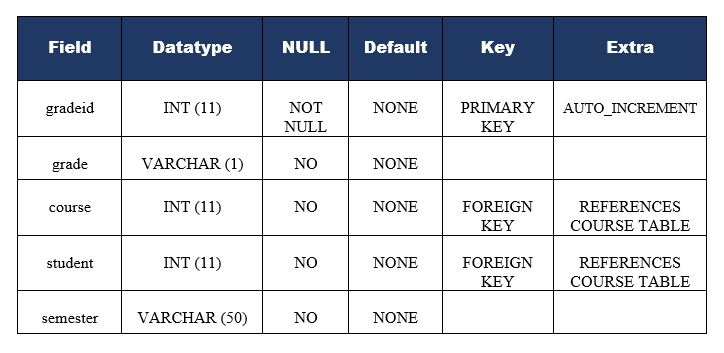 Field Datatype NULL Default Key Extra
gradeid INT (11) NOT NULL NONE PRIMARY KEY AUTO_INCREMENT
grade VARCHAR (1) NO NONE
course INT (11) NO NONE FOREIGN KEY REFERENCES COURSE TABLE
student INT (11) NO NONE FOREIGN KEY REFERENCES COURSE TABLE
semester VARCHAR (50) NO NONE